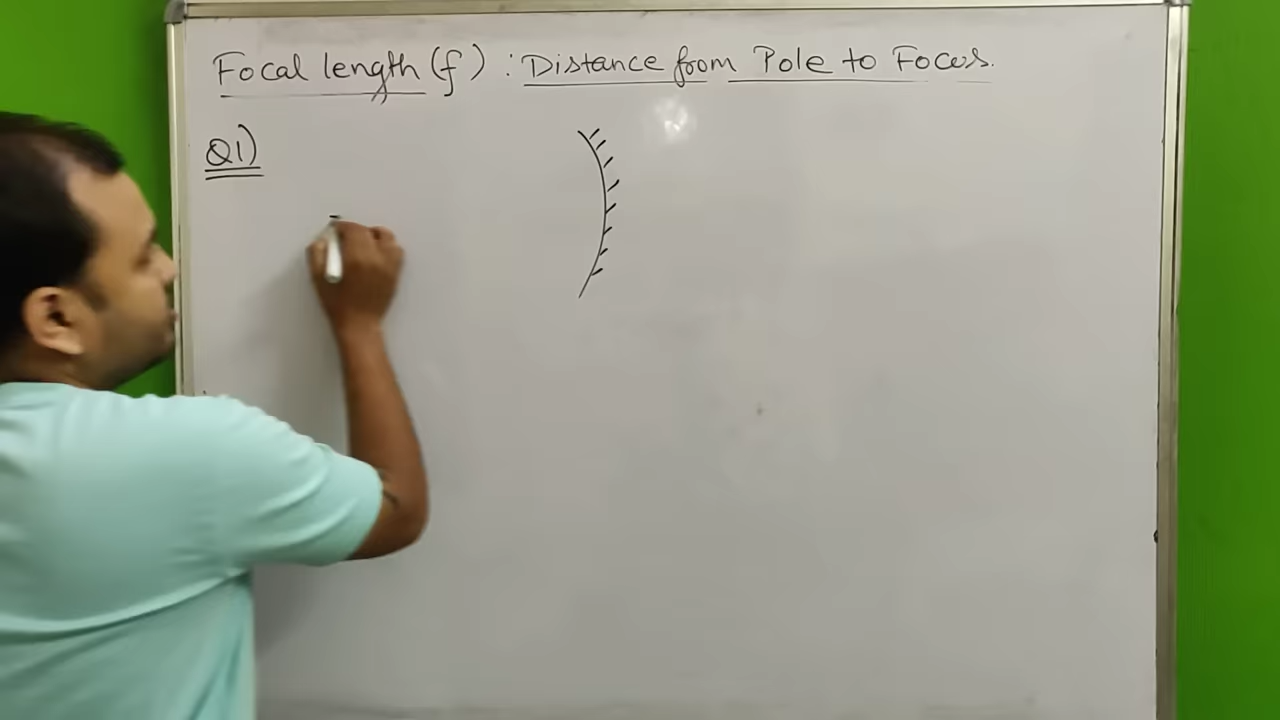 Focal length (f) : Distance from Pole to Focus.
Q1)